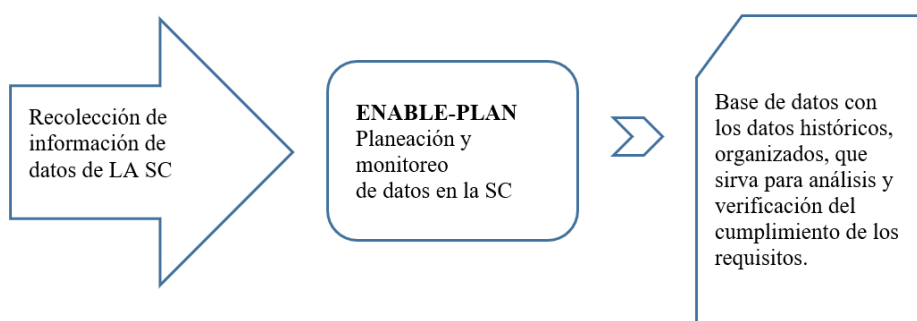 Recolección de
información de
datos de LA SC
ENABLE-PLAN
Planeación y
monitoreo
de datos en la SC
Base de datos con
los datos históricos,
organizados, que
sirva para análisis y
verificación del
cumplimiento de los
requisitos.